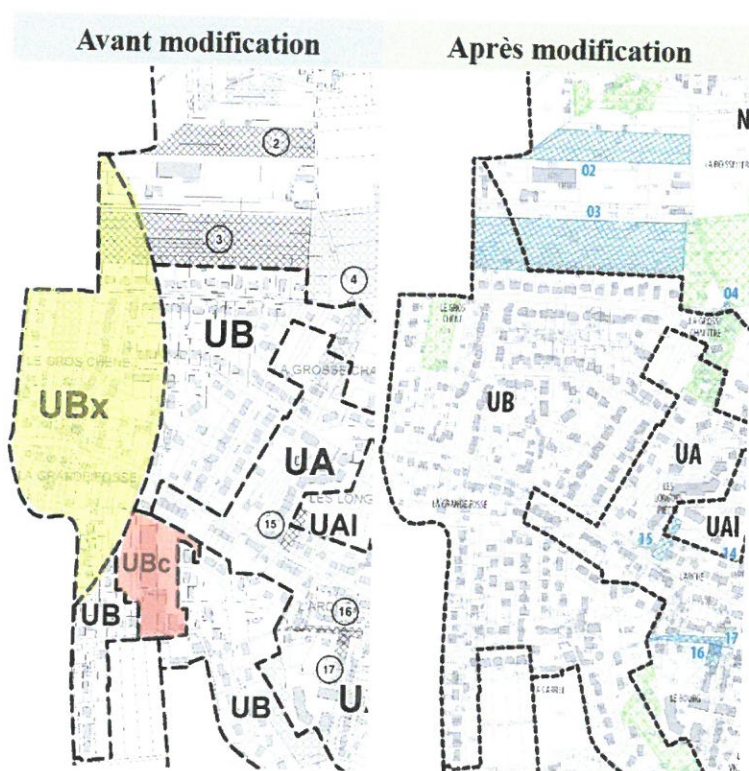 Avant modification
Après modification
2
3
4
UB
LE GROS CHENE
UBx
LA GRANDE FOSSE
A GROSSE CHA
UA
LES LONG
UAI
15
UBc
UB
16
17
UB
U
N
02
03
04
LE GROS
CHENE
LA GROSSE
UB
UA
LA GRANDE FOSSE
LES
UAI
15
14
17
16
LE BOURG